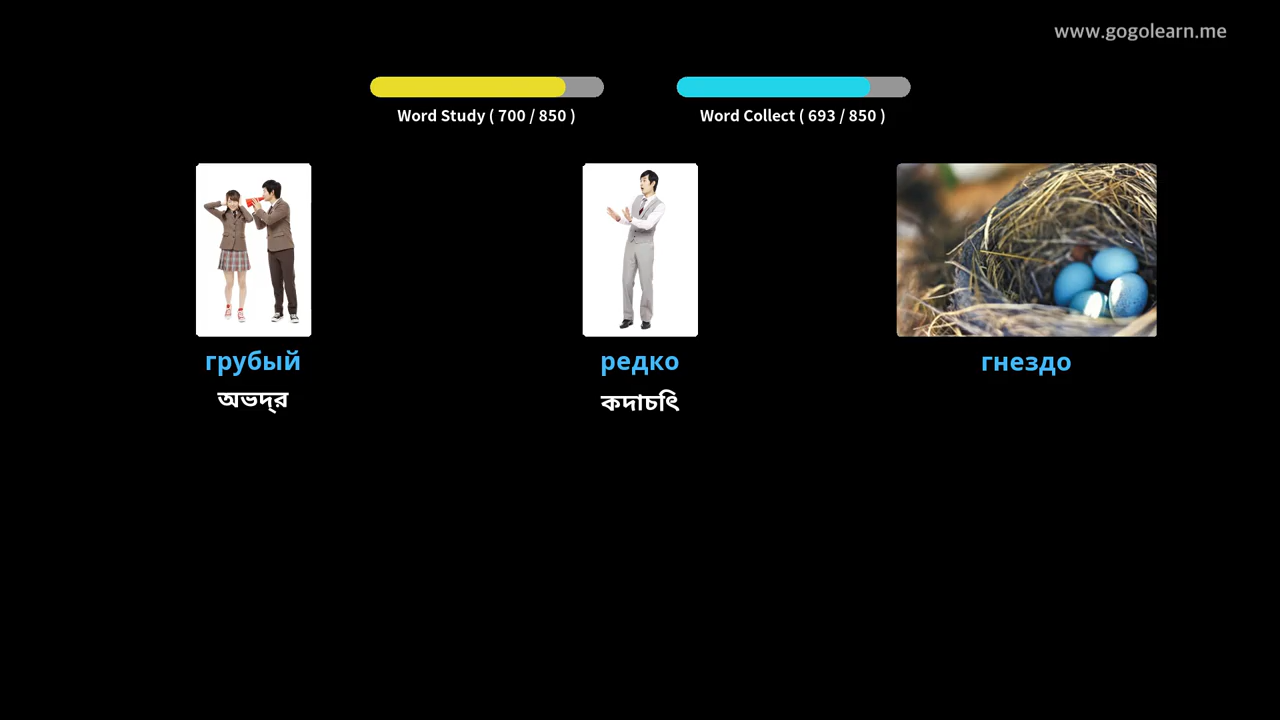 www.gogolearn.me
Word Study ( 700 / 850 )
Word Collect ( 693 / 850 )
грубый
редко
гнездо
অভদ্র
কদাচিৎ